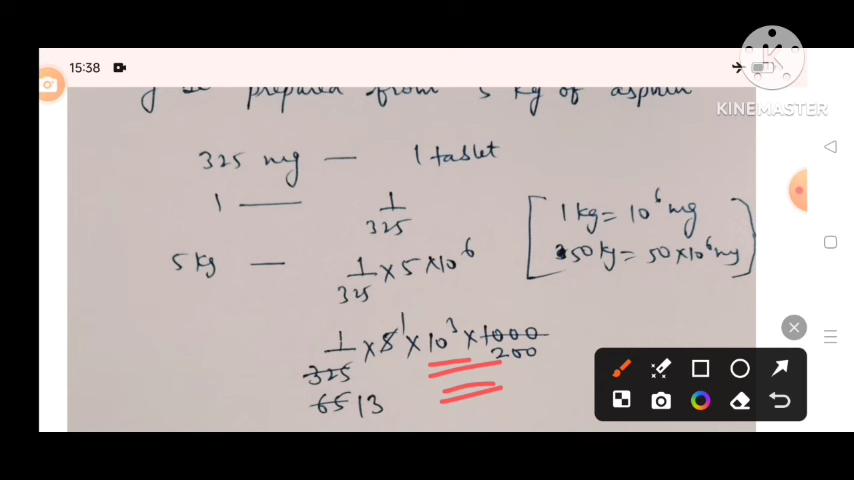 15:38
KINEMASTER
prepared from 5 kg of aspirin
325 mg — 1 tablet
1 — 1/325
[1 kg = 10⁶ mg
50 kg = 50 x 10⁶ mg]
5 kg — 1/325 x 5 x 10⁶
1/325 x 5 1 x 10³ x 1000
200
65 13